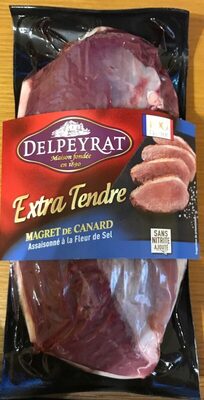 DELPEYRAT
Maison fondée
en 1890
Extra Tendre
MAGRET DE CANARD
Assaisonné à la Fleur de Sel
SANS
NITRITE
AJOUTÉ